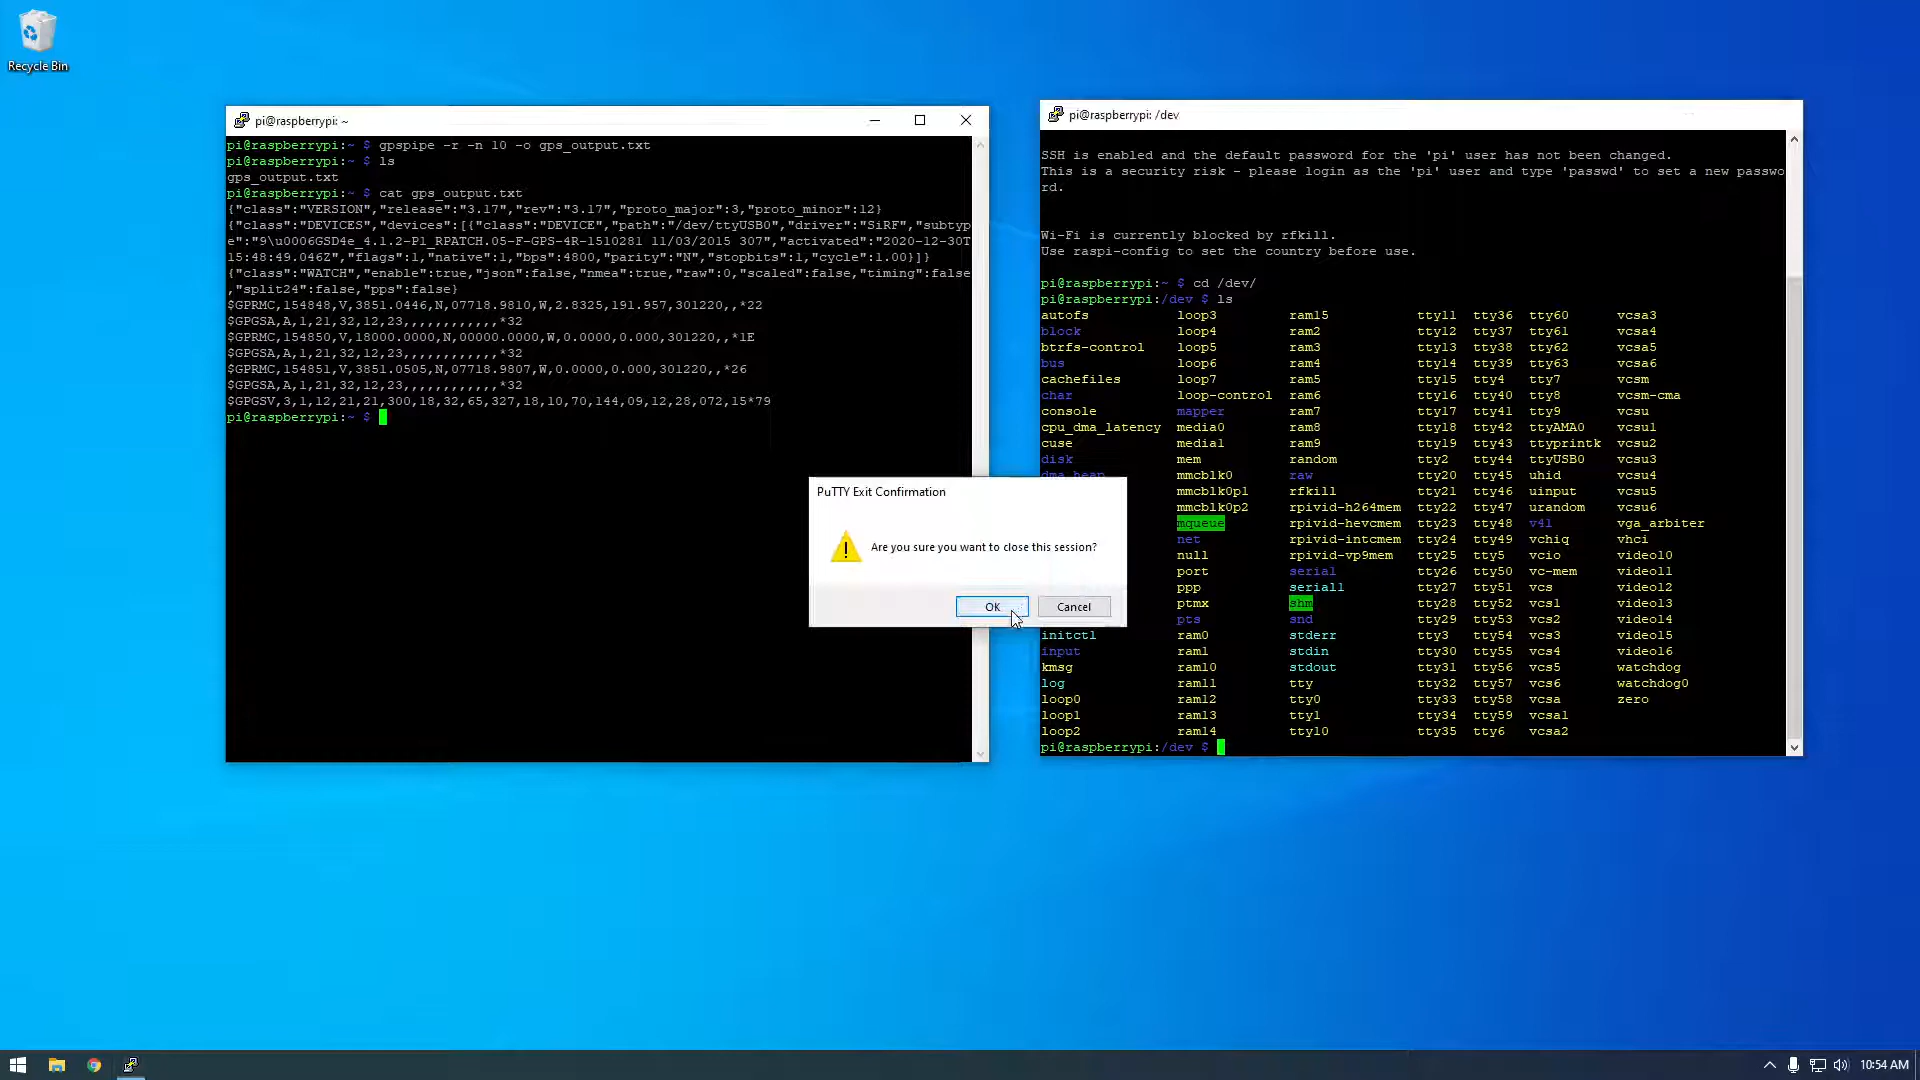 Recycle Bin
pi@raspberrypi: ~
pi@raspberrypi:~ $ gpspipe -r -n 10 -o gps_output.txt
pi@raspberrypi:~ $ ls
gps_output.txt
pi@raspberrypi:~ $ cat gps_output.txt
{"class":"VERSION","release":"3.17","rev":"3.17","proto_major":3,"proto_minor":12}
{"class":"DEVICES","devices":[{"class":"DEVICE","path":"/dev/ttyUSB0","driver":"SiRF","subtyp
e":"9\u0006GSD4e_4.1.2-P1_RPATCH.05-F-GPS-4R-1510281 11/03/2015 307","activated":"2020-12-30T
15:48:49.046Z","flags":1,"native":1,"bps":4800,"parity":"N","stopbits":1,"cycle":1.00}]}
{"class":"WATCH","enable":true,"json":false,"nmea":true,"raw":0,"scaled":false,"timing":false
,"split24":false,"pps":false}
$GPRMC,154848,V,3851.0446,N,07718.9810,W,2.8325,191.957,301220,,*22
$GPGSA,A,1,21,32,12,23,,,,,,,,,,,,*32
$GPRMC,154850,V,18000.0000,N,00000.0000,W,0.0000,0.000,301220,,*1E
$GPGSA,A,1,21,32,12,23,,,,,,,,,,,,*32
$GPRMC,154851,V,3851.0505,N,07718.9807,W,0.0000,0.000,301220,,*26
$GPGSA,A,1,21,32,12,23,,,,,,,,,,,,*32
$GPGSV,3,1,12,21,21,300,18,32,65,327,18,10,70,144,09,12,28,072,15*79
pi@raspberrypi:~ $
pi@raspberrypi: /dev
SSH is enabled and the default password for the 'pi' user has not been changed.
This is a security risk - please login as the 'pi' user and type 'passwd' to set a new passwo
rd.
Wi-Fi is currently blocked by rfkill.
Use raspi-config to set the country before use.
pi@raspberrypi:~ $ cd /dev/
pi@raspberrypi:/dev $ ls
autofs loop3 ram15 tty11 tty36 tty60 vcsa3
block loop4 ram2 tty12 tty37 tty61 vcsa4
btrfs-control loop5 ram3 tty13 tty38 tty62 vcsa5
bus loop6 ram4 tty14 tty39 tty63 vcsa6
cachefiles loop7 ram5 tty15 tty4 tty7 vcsm
char loop-control ram6 tty16 tty40 tty8 vcsm-cma
console mapper ram7 tty17 tty41 tty9 vcsu
cpu_dma_latency media0 ram8 tty18 tty42 ttyAMA0 vcsu1
cuse media1 ram9 tty19 tty43 ttyprintk vcsu2
disk mem random tty2 tty44 ttyUSB0 vcsu3
dma_heap mmcblk0 raw tty20 tty45 uhid vcsu4
mmcblk0p1 rfkill tty21 tty46 uinput vcsu5
mmcblk0p2 rpivid-h264mem tty22 tty47 urandom vcsu6
mqueue rpivid-hevcmem tty23 tty48 v4l vga_arbiter
net rpivid-intcmem tty24 tty49 vchiq vhci
null rpivid-vp9mem tty25 tty5 vcio video10
port serial tty26 tty50 vc-mem video11
ppp serial1 tty27 tty51 vcs video12
ptmx shm tty28 tty52 vcs1 video13
pts snd tty29 tty53 vcs2 video14
initctl ram0 stderr tty3 tty54 vcs3 video15
input ram1 stdin tty30 tty55 vcs4 video16
kmsg ram10 stdout tty31 tty56 vcs5 watchdog
log ram11 tty tty32 tty57 vcs6 watchdog0
loop0 ram12 tty0 tty33 tty58 vcsa zero
loop1 ram13 tty1 tty34 tty59 vcsa1
loop2 ram14 tty10 tty35 tty6 vcsa2
pi@raspberrypi:/dev $
PuTTY Exit Confirmation
Are you sure you want to close this session?
OK Cancel
10:54 AM